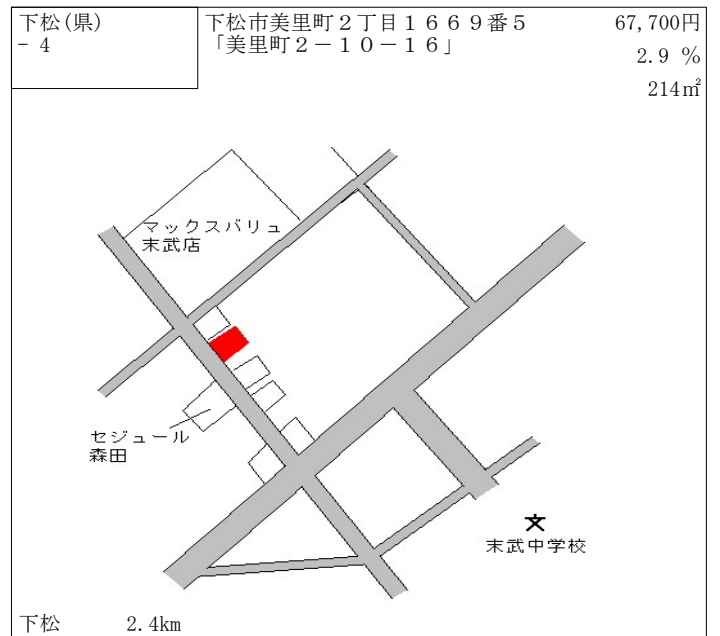 下松(県)
- 4
下松市美里町２丁目１６６９番５
「美里町２－１０－１６」
67,700円
2.9 %
214㎡
マックスバリュ
末武店
セジュール
森田
文
末武中学校
下松 2.4km